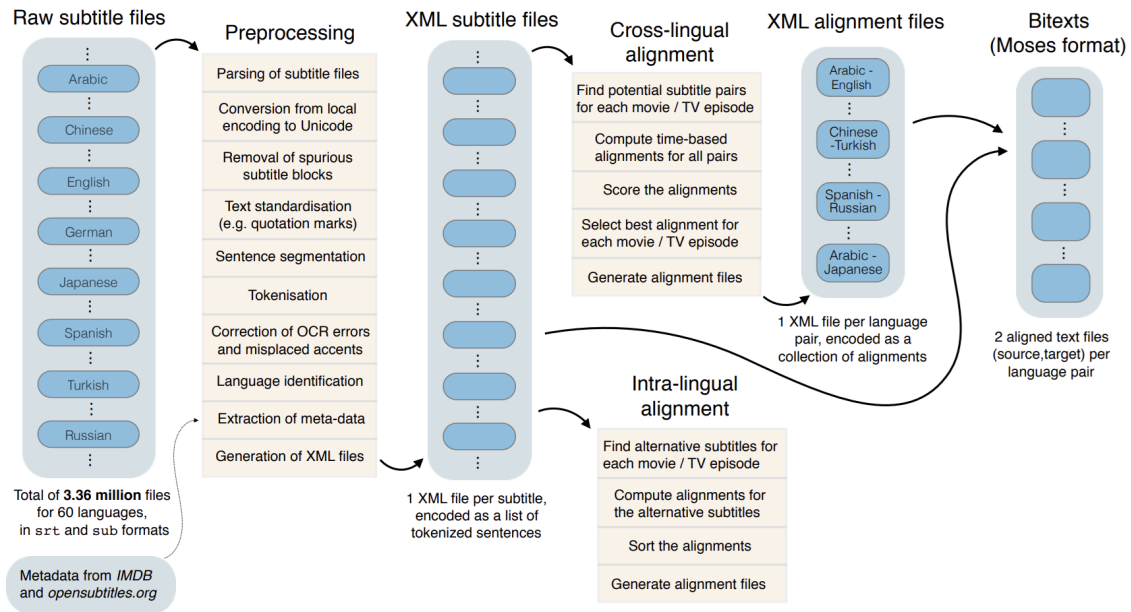 Raw subtitle files
Arabic
Chinese
English
German
Japanese
Spanish
Turkish
Russian
Total of 3.36 million files
for 60 languages,
in srt and sub formats
Metadata from IMDB
and opensubtitles.org
Preprocessing
Parsing of subtitle files
Conversion from local
encoding to Unicode
Removal of spurious
subtitle blocks
Text standardisation
(e.g. quotation marks)
Sentence segmentation
Tokenisation
Correction of OCR errors
and misplaced accents
Language identification
Extraction of meta-data
Generation of XML files
XML subtitle files
1 XML file per subtitle,
encoded as a list of
tokenized sentences
Cross-lingual
alignment
Find potential subtitle pairs
for each movie / TV episode
Compute time-based
alignments for all pairs
Score the alignments
Select best alignment for
each movie / TV episode
Generate alignment files
Intra-lingual
alignment
Find alternative subtitles for
each movie / TV episode
Compute alignments for
the alternative subtitles
Sort the alignments
Generate alignment files
XML alignment files
Arabic -
English
Chinese
-Turkish
Spanish -
Russian
Arabic -
Japanese
1 XML file per language
pair, encoded as a
collection of alignments
Bitexts
(Moses format)
2 aligned text files
(source,target) per
language pair